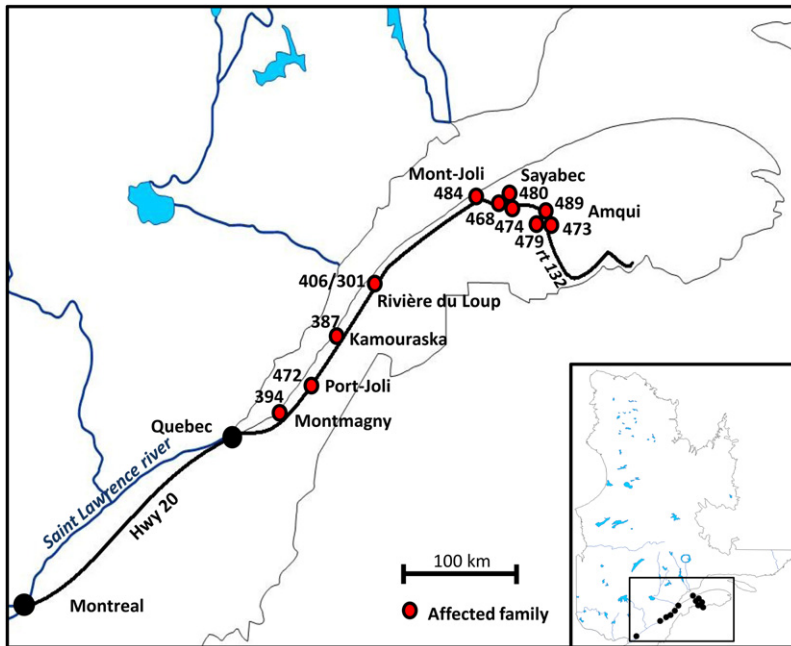 Mont-Joli
Sayabec
484
480
489
468
474
Amqui
479
473
rt 132
406/301
Rivière du Loup
387
Kamouraska
472
Port-Joli
394
Montmagny
Quebec
Saint Lawrence river
Hwy 20
100 km
Montreal
Affected family